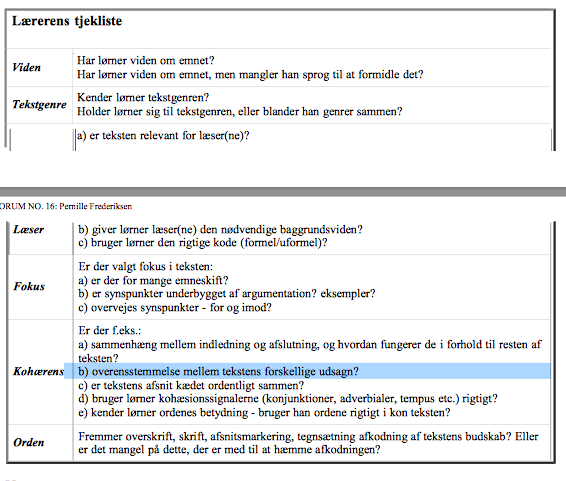 Lærerens tjekliste
Viden
Har lørner viden om emnet?
Har lørner viden om emnet, men mangler han sprog til at formidle det?
Tekstgenre
Kender lørner tekstgenren?
Holder lørner sig til tekstgenren, eller blander han genrer sammen?
a) er teksten relevant for læser(ne)?
ORUM NO. 16: Pernille Frederiksen
Læser
b) giver lørner læser(ne) den nødvendige baggrundsviden?
c) bruger lørner den rigtige kode (formel/uformel)?
Fokus
Er der valgt fokus i teksten:
a) er der for mange emneskift?
b) er synspunkter underbygget af argumentation? eksempler?
c) overvejes synspunkter - for og imod?
Kohærens
Er der f.eks.:
a) sammenhæng mellem indledning og afslutning, og hvordan fungerer de i forhold til resten af
teksten?
b) overensstemmelse mellem tekstens forskellige udsagn?
c) er tekstens afsnit kædet ordentligt sammen?
d) bruger lørner kohæsionssignalerne (konjunktioner, adverbialer, tempus etc.) rigtigt?
e) kender lørner ordenes betydning - bruger han ordene rigtigt i kon teksten?
Orden
Fremmer overskrift, skrift, afsnitsmarkering, tegnsætning afkodning af tekstens budskab? Eller
er det mangel på dette, der er med til at hæmme afkodningen?